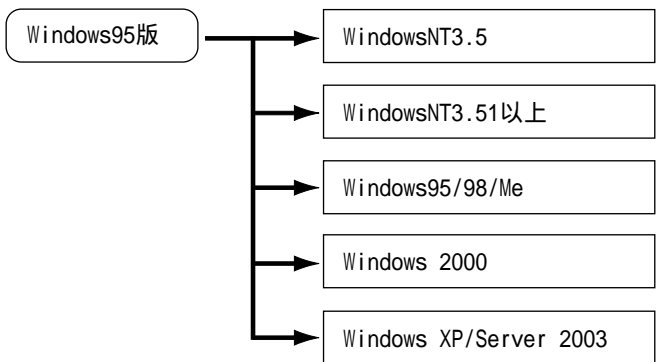 Windows95版
WindowsNT3.5
WindowsNT3.51以上
Windows95/98/Me
Windows 2000
Windows XP/Server 2003